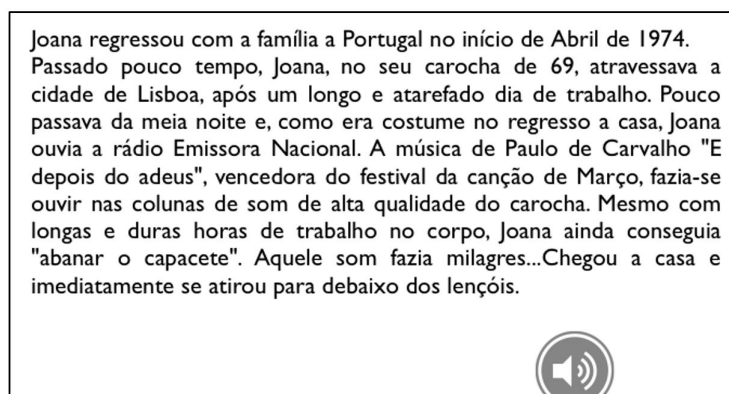 Joana regressou com a família a Portugal no início de Abril de 1974.
Passado pouco tempo, Joana, no seu carocha de 69, atravessava a
cidade de Lisboa, após um longo e atarefado dia de trabalho. Pouco
passava da meia noite e, como era costume no regresso a casa, Joana
ouvia a rádio Emissora Nacional. A música de Paulo de Carvalho "E
depois do adeus", vencedora do festival da canção de Março, fazia-se
ouvir nas colunas de som de alta qualidade do carocha. Mesmo com
longas e duras horas de trabalho no corpo, Joana ainda conseguia
"abanar o capacete". Aquele som fazia milagres...Chegou a casa e
imediatamente se atirou para debaixo dos lençóis.